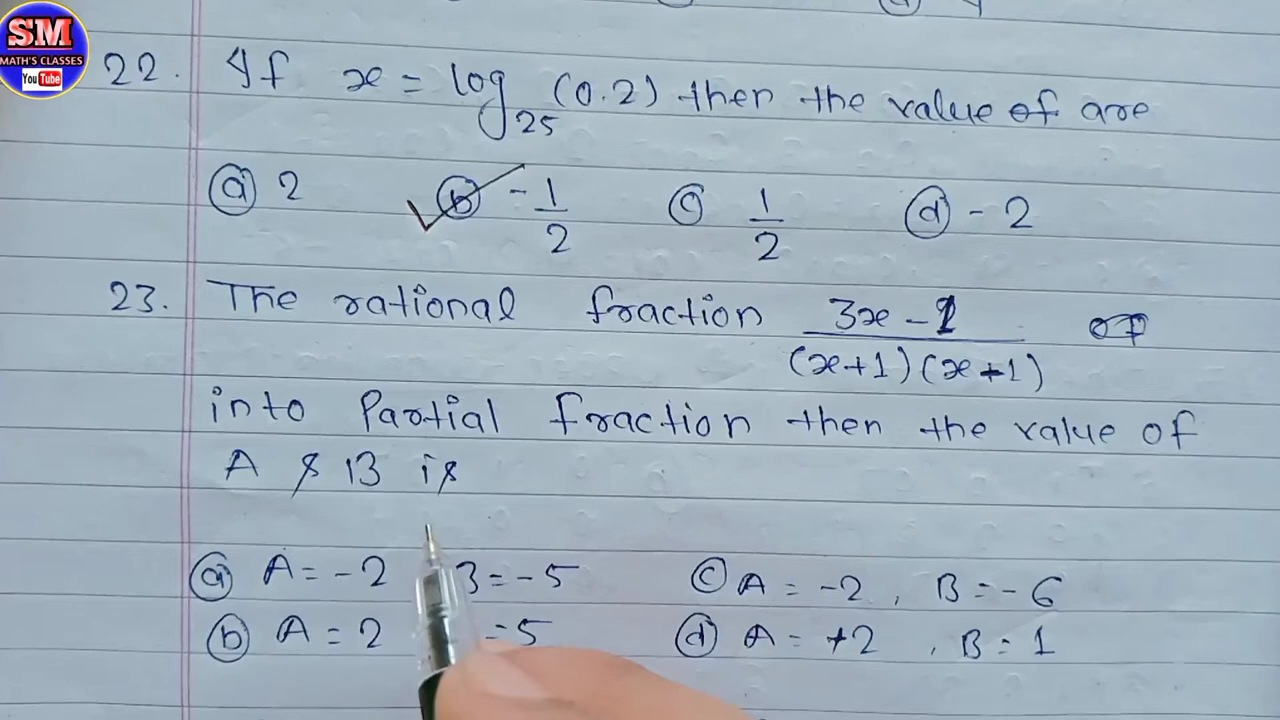 SM
MATH'S CLASSES
You Tube
22. If x = log₂₅ (0.2) then the value of are
ⓐ 2 ⓑ -1/2 ⓒ 1/2 ⓓ -2
23. The rational fraction (3x - 1)/((x+1)(x+1)) of
into Partial fraction then the value of
A & B is
ⓐ A = -2 B = -5 ⓒ A = -2, B = -6
ⓑ A = 2 = 5 ⓓ A = +2, B = 1